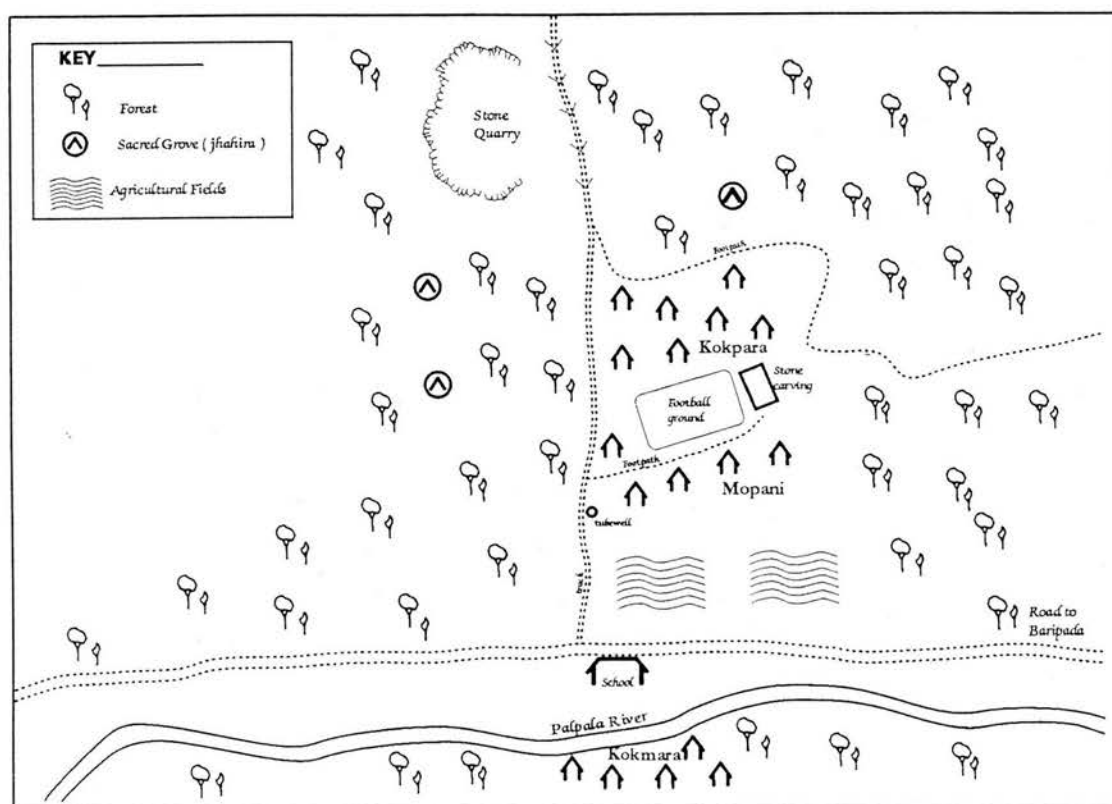 KEY
Forest
Sacred Grove ( jhahira )
Agricultural Fields
Stone
Quarry
Footpath
Kokpara
Stone
carving
Football
ground
Footpath
Mopani
tubewell
track
Road to
Baripada
School
Palpala River
Kokmara